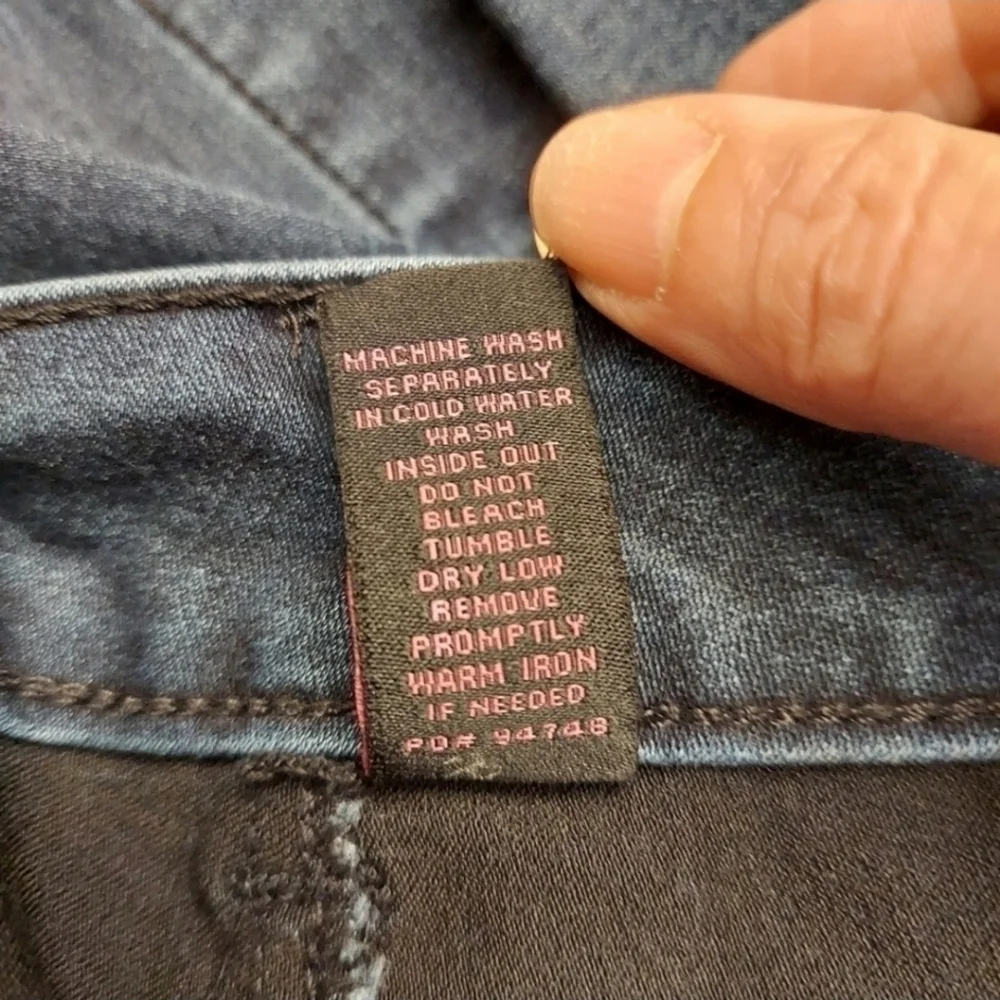 MACHINE WASH
SEPARATELY
IN COLD WATER
WASH
INSIDE OUT
DO NOT
BLEACH
TUMBLE
DRY LOW
REMOVE
PROMPTLY
WARM IRON
IF NEEDED
PO# 94748